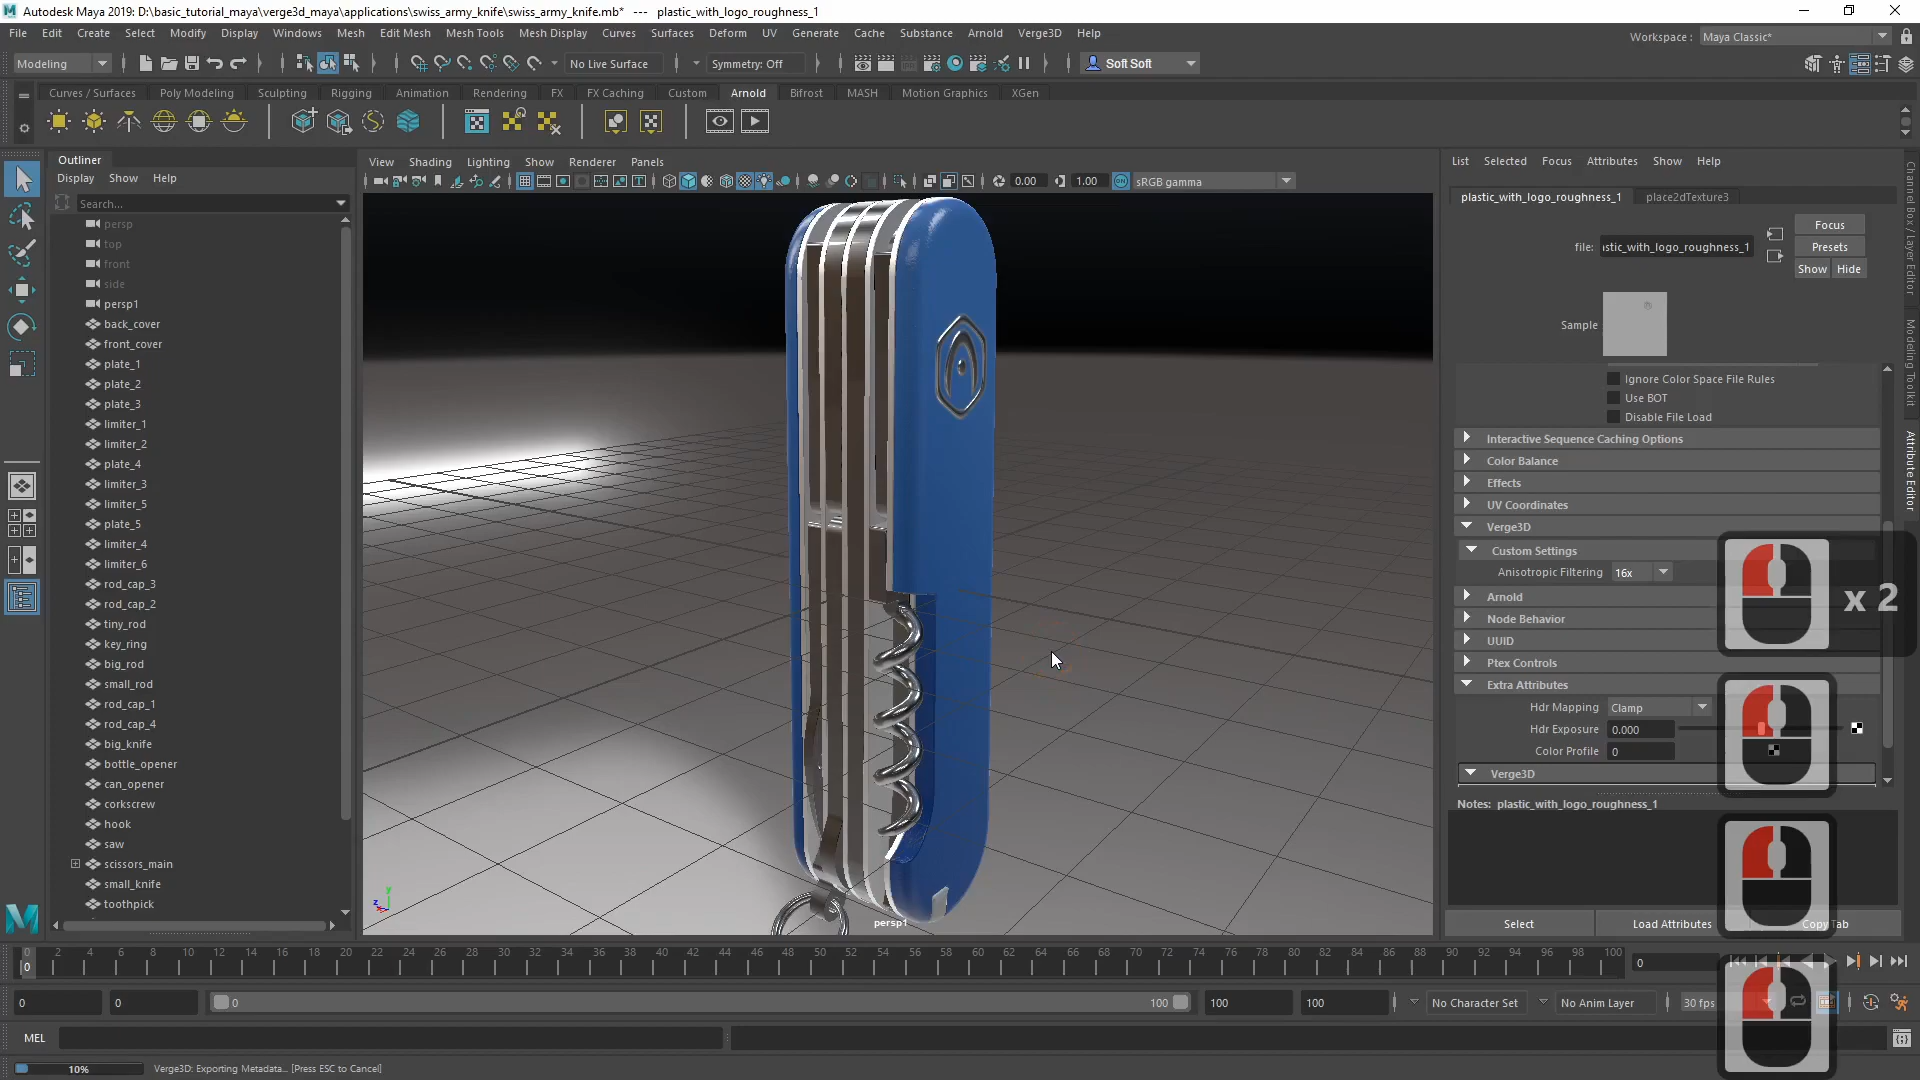 Autodesk Maya 2019: D:\basic_tutorial_maya\verge3d_maya\applications\swiss_army_knife\swiss_army_knife.mb* --- plastic_with_logo_roughness_1
File Edit Create Select Modify Display Windows Mesh Edit Mesh Mesh Tools Mesh Display Curves Surfaces Deform UV Generate Cache Substance Arnold Verge3D Help
Workspace : Maya Classic*
Modeling
No Live Surface
Symmetry: Off
Soft Soft
Curves / Surfaces Poly Modeling Sculpting Rigging Animation Rendering FX FX Caching Custom Arnold Bifrost MASH Motion Graphics XGen
Outliner
Display Show Help
Search...
persp
top
front
side
persp1
back_cover
front_cover
plate_1
plate_2
plate_3
limiter_1
limiter_2
plate_4
limiter_3
limiter_5
plate_5
limiter_4
limiter_6
rod_cap_3
rod_cap_2
tiny_rod
key_ring
big_rod
small_rod
rod_cap_1
rod_cap_4
big_knife
bottle_opener
can_opener
corkscrew
hook
saw
scissors_main
small_knife
toothpick
View Shading Lighting Show Renderer Panels
0.00 1.00 sRGB gamma
y
z
persp1
List Selected Focus Attributes Show Help
plastic_with_logo_roughness_1 place2dTexture3
file: istic_with_logo_roughness_1
Focus
Presets
Show Hide
Sample
Ignore Color Space File Rules
Use BOT
Disable File Load
Interactive Sequence Caching Options
Color Balance
Effects
UV Coordinates
Verge3D
Custom Settings
Anisotropic Filtering 16x
Arnold
Node Behavior
UUID
Ptex Controls
Extra Attributes
Hdr Mapping Clamp
Hdr Exposure 0.000
Color Profile 0
Verge3D
Notes: plastic_with_logo_roughness_1
Select Load Attributes Copy Tab
Channel Box / Layer Editor
Modeling Toolkit
Attribute Editor
x 2
0 2 4 6 8 10 12 14 16 18 20 22 24 26 28 30 32 34 36 38 40 42 44 46 48 50 52 54 56 58 60 62 64 66 68 70 72 74 76 78 80 82 84 86 88 90 92 94 96 98 100
0
0
0 0 0 100 100 100 No Character Set No Anim Layer 30 fps
MEL
10% Verge3D: Exporting Metadata... [Press ESC to Cancel]